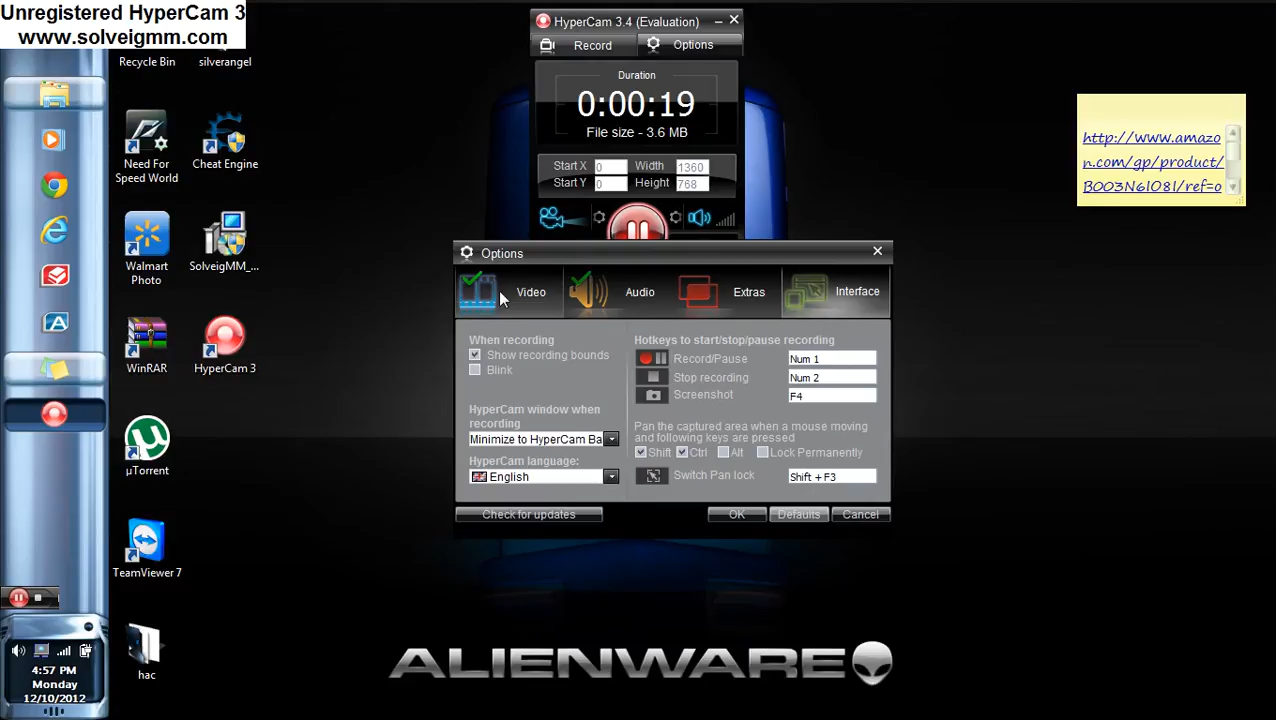 Unregistered HyperCam 3
www.solveigmm.com
Recycle Bin
silverangel
Need For
Speed World
Cheat Engine
Walmart
Photo
SolveigMM_...
WinRAR
HyperCam 3
µTorrent
TeamViewer 7
hac
4:57 PM
Monday
12/10/2012
HyperCam 3.4 (Evaluation)
Record
Options
Duration
0:00:19
File size - 3.6 MB
Start X 0 Width 1360
Start Y 0 Height 768
Options
Video
Audio
Extras
Interface
When recording
Show recording bounds
Blink
HyperCam window when
recording
Minimize to HyperCam Ba
HyperCam language:
English
Hotkeys to start/stop/pause recording
Record/Pause Num 1
Stop recording Num 2
Screenshot F4
Pan the captured area when a mouse moving
and following keys are pressed
Shift Ctrl Alt Lock Permanently
Switch Pan lock Shift + F3
Check for updates
OK
Defaults
Cancel
http://www.amazo
n.com/gp/product/
B003N6I08I/ref=o
ALIENWARE